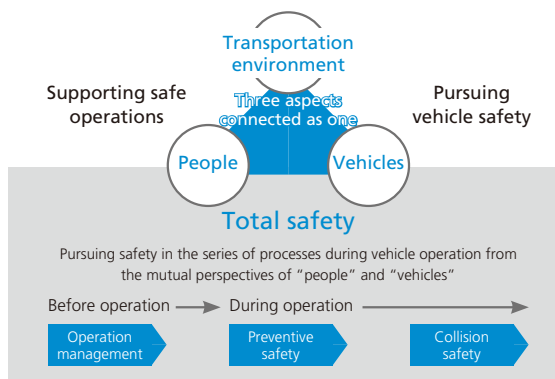 Transportation
environment
Supporting safe
operations
Three aspects
connected as one
Pursuing
vehicle safety
People
Vehicles
Total safety
Pursuing safety in the series of processes during vehicle operation from
the mutual perspectives of “people” and “vehicles”
Before operation
During operation
Operation
management
Preventive
safety
Collision
safety